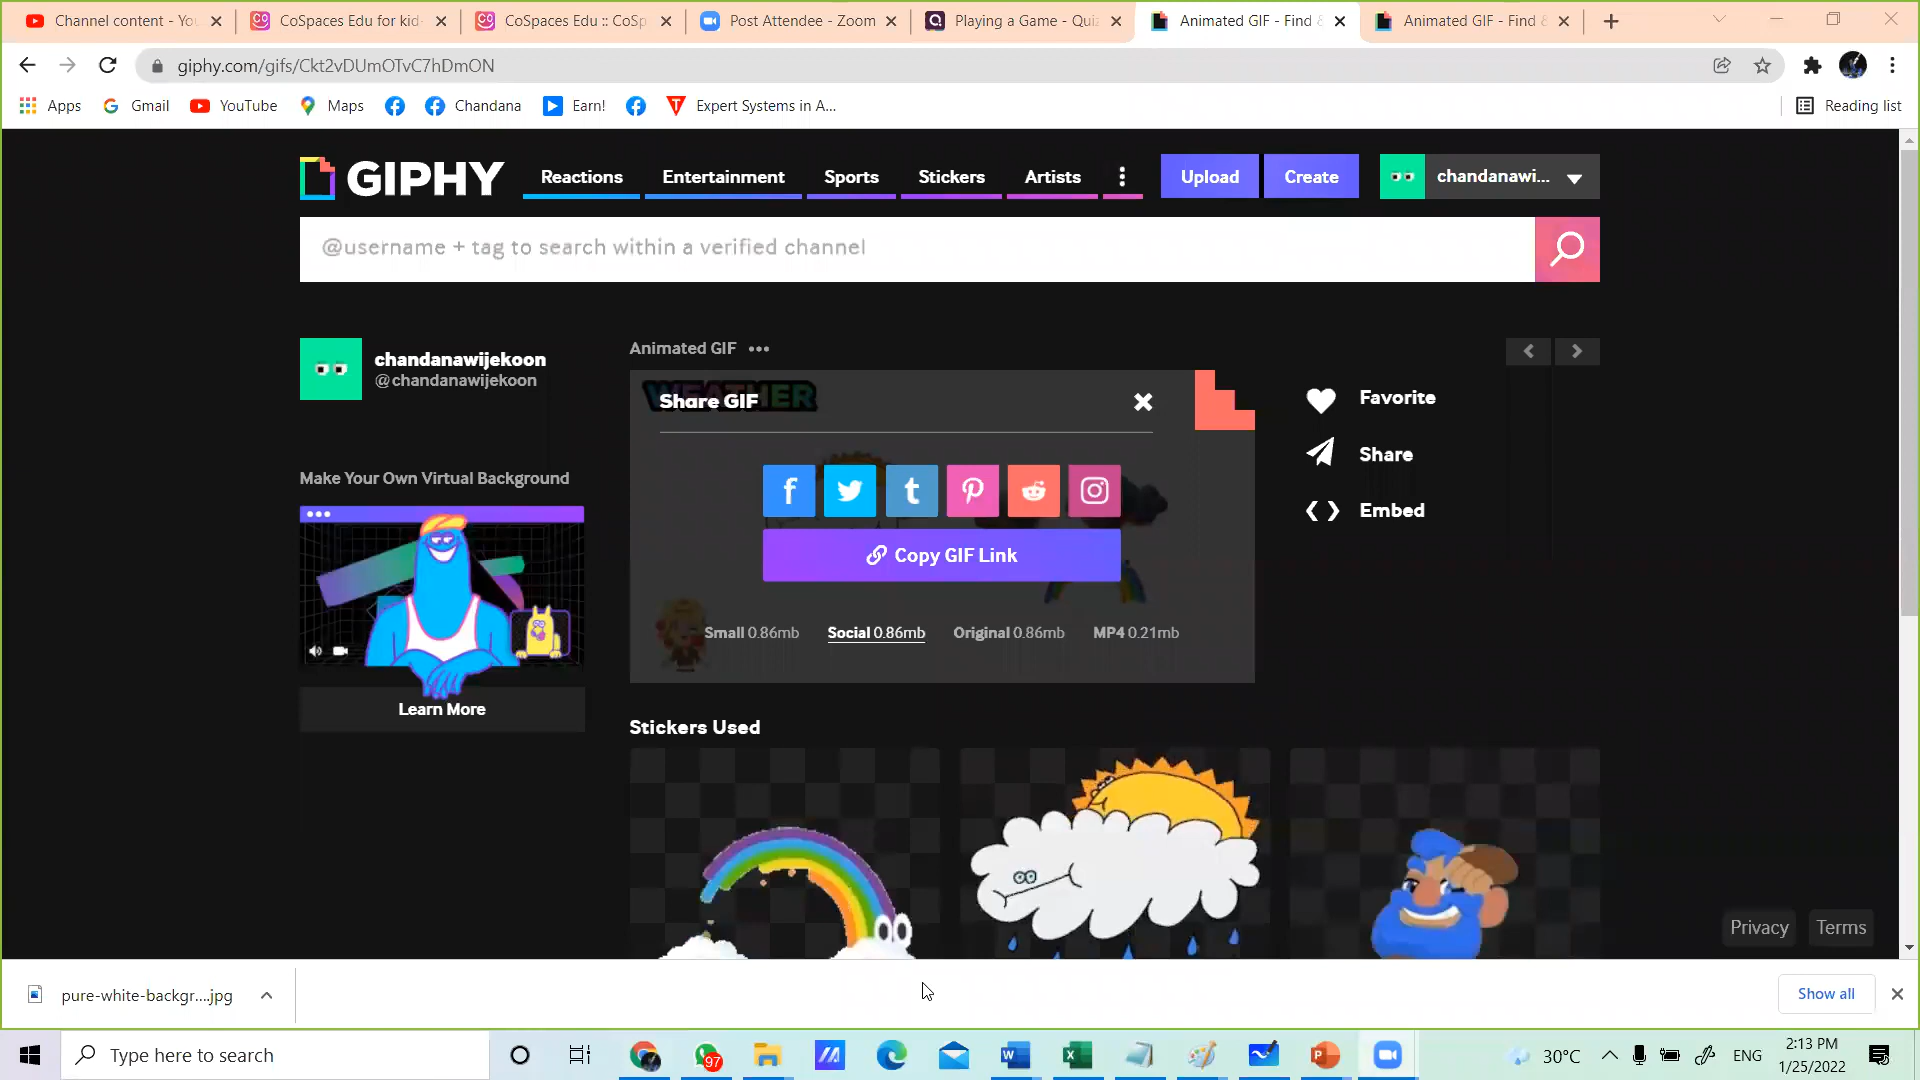 Channel content - You
CoSpaces Edu for kid-
CoSpaces Edu :: CoSp
Post Attendee - Zoom
Playing a Game - Quiz
Animated GIF - Find &
Animated GIF - Find &
giphy.com/gifs/Ckt2vDUmOTvC7hDmON
Apps
Gmail
YouTube
Maps
Chandana
Earn!
Expert Systems in A...
Reading list
GIPHY
Reactions
Entertainment
Sports
Stickers
Artists
Upload
Create
chandanawi...
@username + tag to search within a verified channel
chandanawijekoon
@chandanawijekoon
Animated GIF
WEATHER
Share GIF
Favorite
Share
Embed
Make Your Own Virtual Background
Copy GIF Link
Small 0.86mb
Social 0.86mb
Original 0.86mb
MP4 0.21mb
Learn More
Stickers Used
Privacy
Terms
pure-white-backgr....jpg
Show all
Type here to search
97
30°C
ENG
2:13 PM
1/25/2022